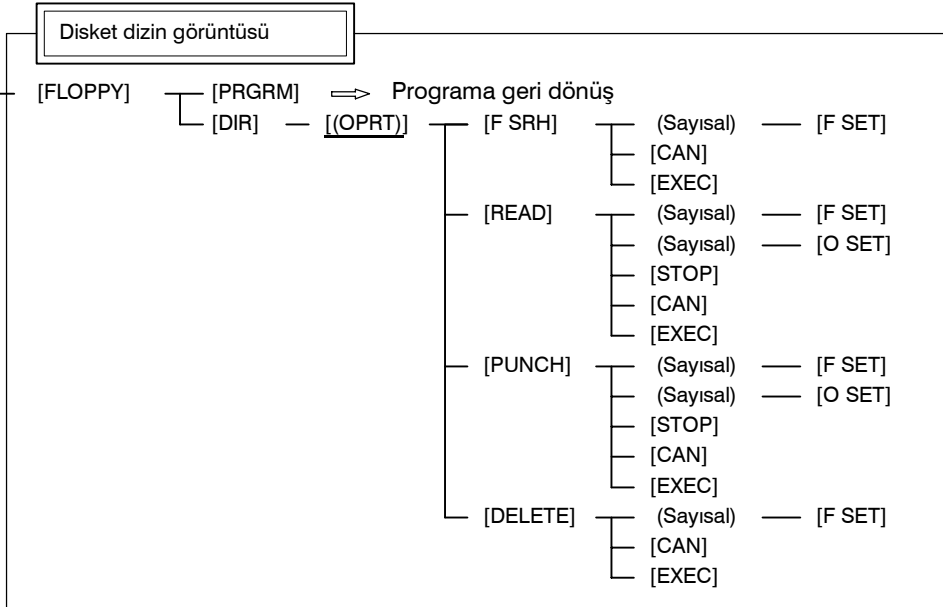 Disket dizin görüntüsü
[FLOPPY] [PRGRM] Programa geri dönüş
[DIR] [(OPRT)] [F SRH] (Sayısal) [F SET]
[CAN]
[EXEC]
[READ] (Sayısal) [F SET]
(Sayısal) [O SET]
[STOP]
[CAN]
[EXEC]
[PUNCH] (Sayısal) [F SET]
(Sayısal) [O SET]
[STOP]
[CAN]
[EXEC]
[DELETE] (Sayısal) [F SET]
[CAN]
[EXEC]